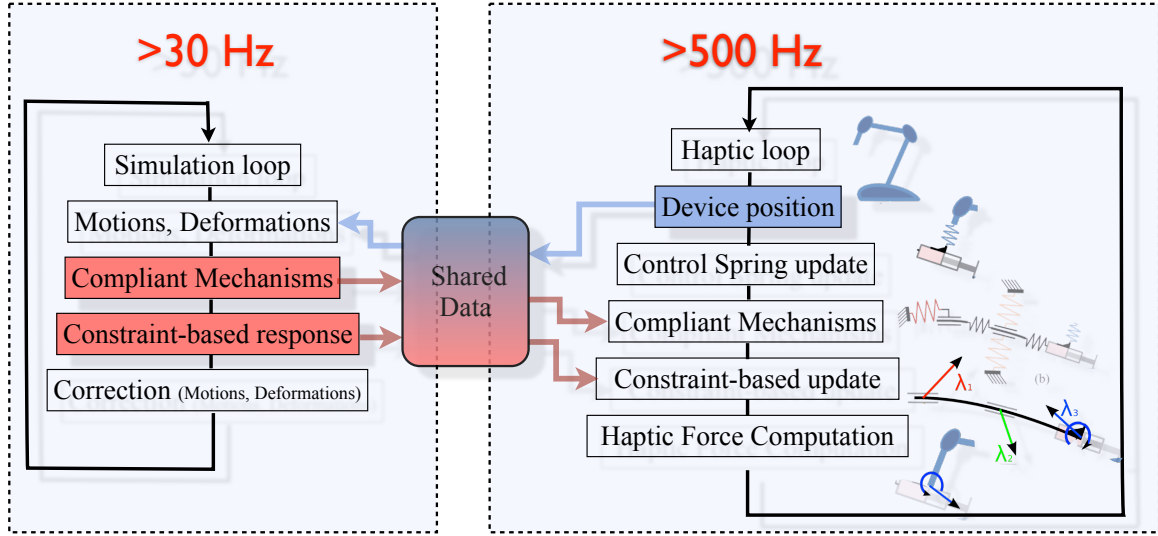 >30 Hz
Simulation loop
Motions, Deformations
Compliant Mechanisms
Constraint-based response
Correction (Motions, Deformations)
Shared
Data
>500 Hz
Haptic loop
Device position
Control Spring update
Compliant Mechanisms
Constraint-based update
Haptic Force Computation
(b)
λ1
λ2
λ3